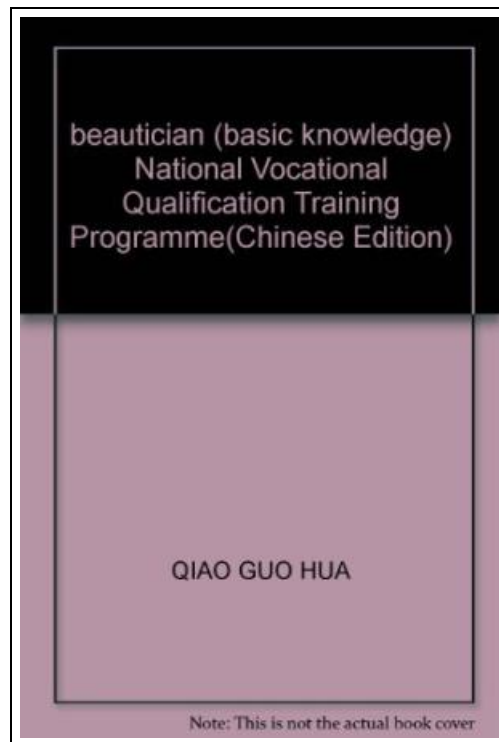 beautician (basic knowledge)
National Vocational
Qualification Training
Programme(Chinese Edition)
QIAO GUO HUA
Note: This is not the actual book cover